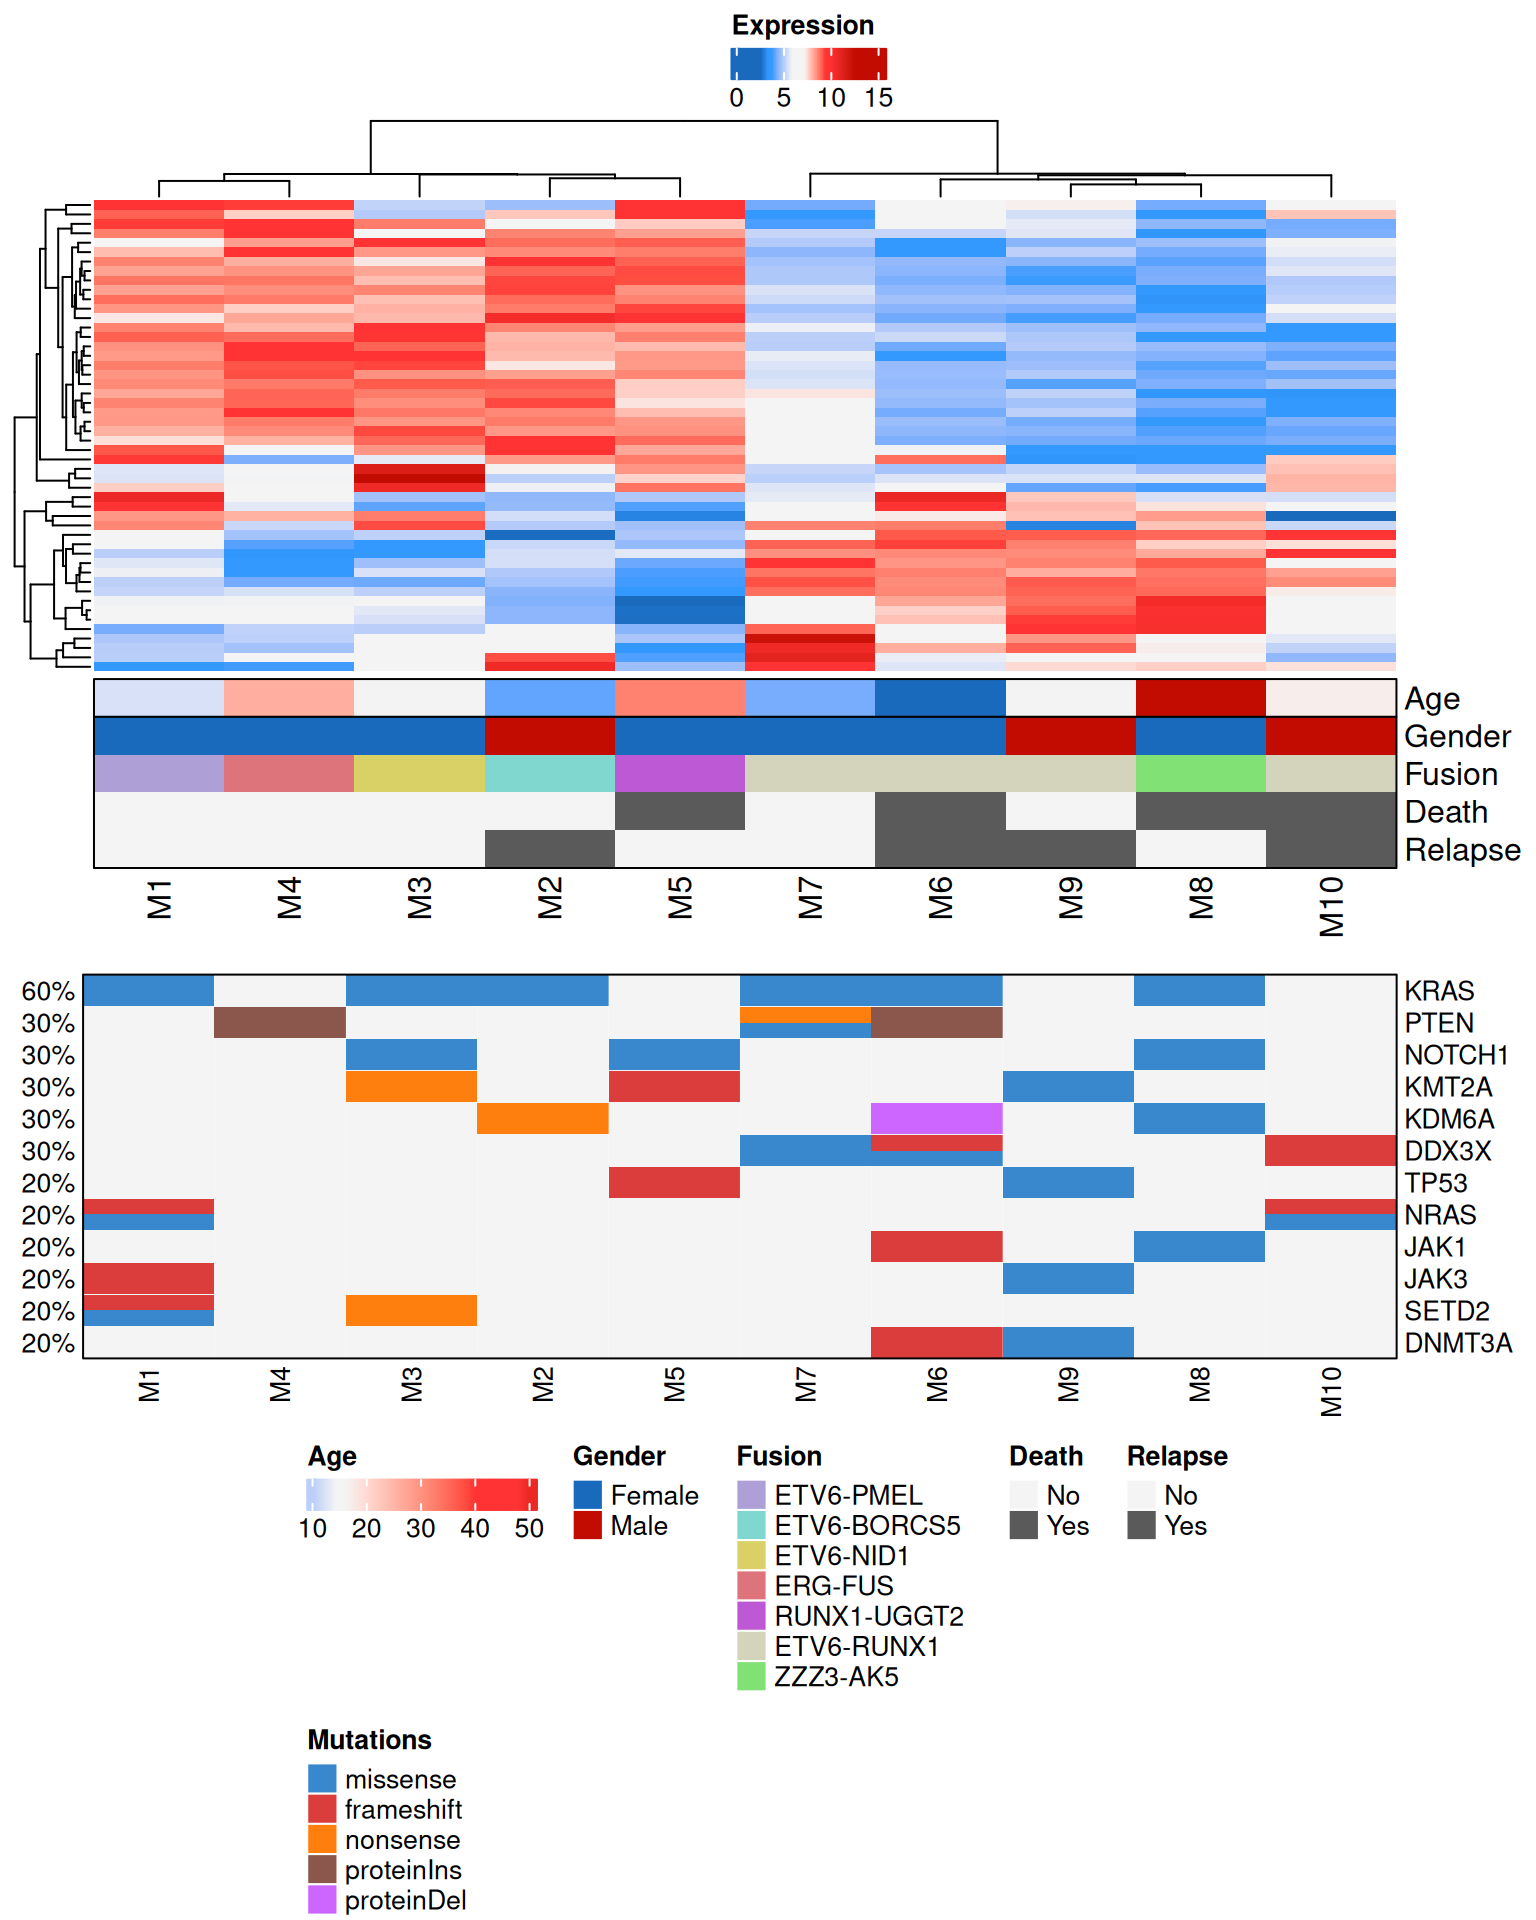 Expression
0 5 10 15
Age
Gender
Fusion
Death
Relapse
M1 M4 M3 M2 M5 M7 M6 M9 M8 M10
60% KRAS
30% PTEN
30% NOTCH1
30% KMT2A
30% KDM6A
30% DDX3X
20% TP53
20% NRAS
20% JAK1
20% JAK3
20% SETD2
20% DNMT3A
M1 M4 M3 M2 M5 M7 M6 M9 M8 M10
Age
10 20 30 40 50
Gender
Female
Male
Fusion
ETV6-PMEL
ETV6-BORCS5
ETV6-NID1
ERG-FUS
RUNX1-UGGT2
ETV6-RUNX1
ZZZ3-AK5
Death
No
Yes
Relapse
No
Yes
Mutations
missense
frameshift
nonsense
proteinIns
proteinDel